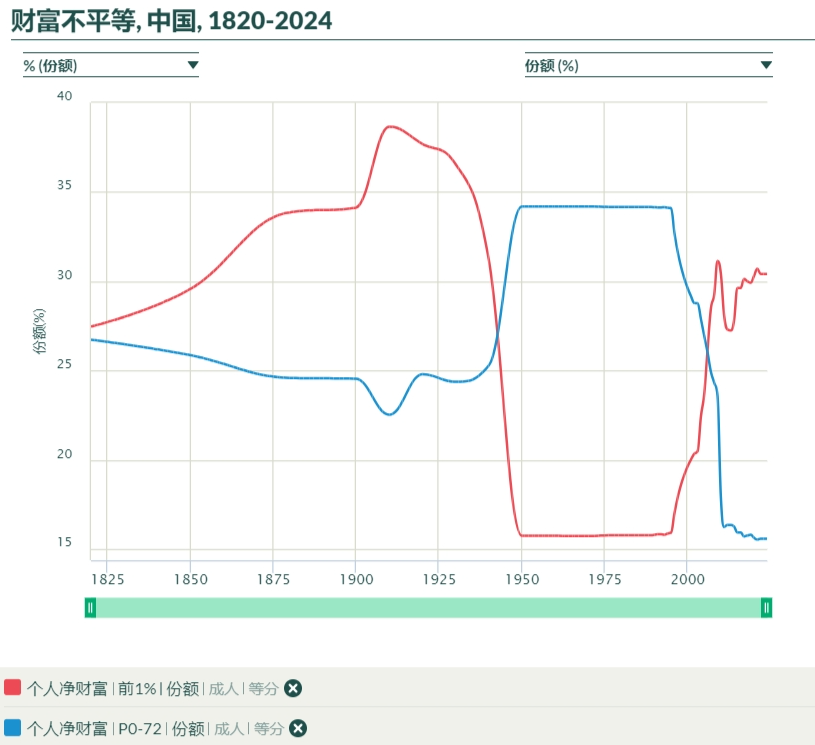 财富不平等, 中国, 1820-2024
% (份额)
份额 (%)
40
35
30
25
20
15
份额(%)
1825 1850 1875 1900 1925 1950 1975 2000
个人净财富 | 前1% | 份额 | 成人 | 等分
个人净财富 | P0-72 | 份额 | 成人 | 等分